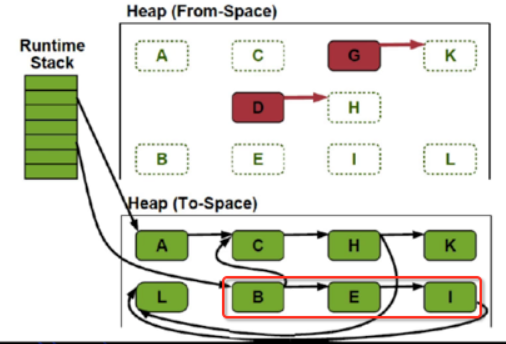 Heap (From-Space)
Runtime
Stack
A C G K
D H
B E I L
Heap (To-Space)
A C H K
L B E I